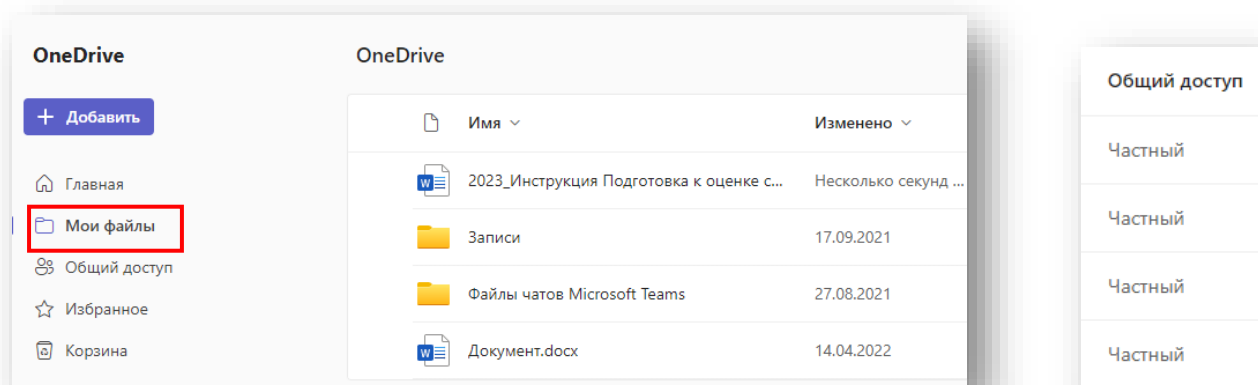 OneDrive
+ Добавить
Главная
Мои файлы
Общий доступ
Избранное
Корзина
OneDrive
Имя Изменено
2023_Инструкция Подготовка к оценке с... Несколько секунд ...
Записи 17.09.2021
Файлы чатов Microsoft Teams 27.08.2021
Документ.docx 14.04.2022
Общий доступ
Частный
Частный
Частный
Частный